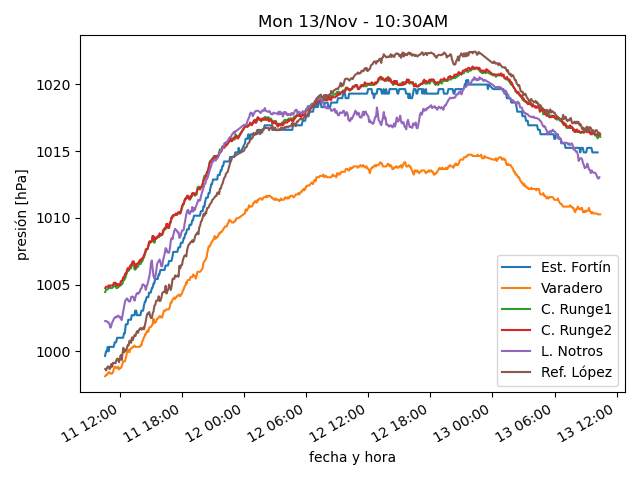 Mon 13/Nov - 10:30AM
presión [hPa]
1020
1015
1010
1005
1000
Est. Fortín
Varadero
C. Runge1
C. Runge2
L. Notros
Ref. López
11 12:00
11 18:00
12 00:00
12 06:00
12 12:00
12 18:00
13 00:00
13 06:00
13 12:00
fecha y hora